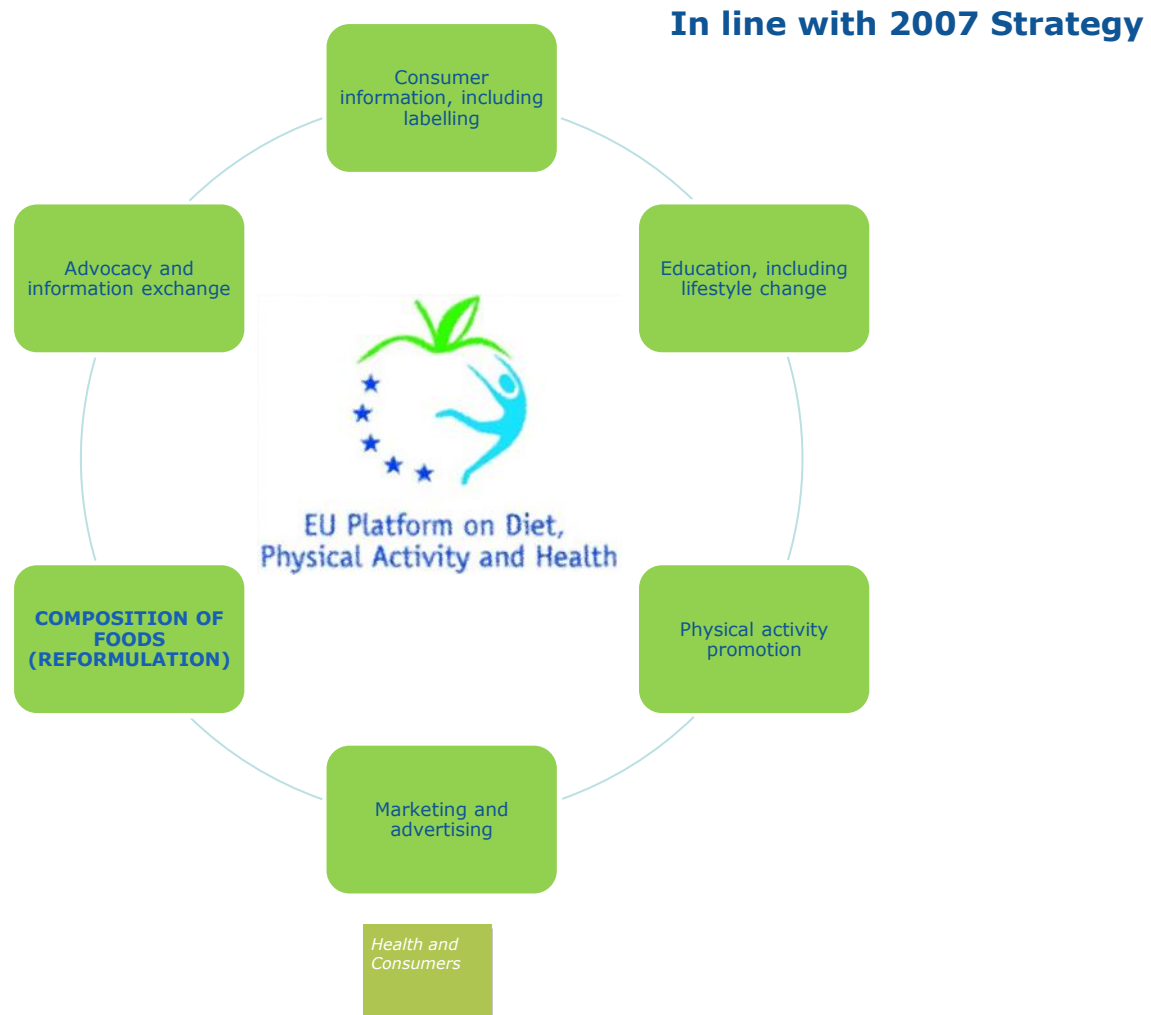 In line with 2007 Strategy
Consumer
information, including
labelling
Education, including
lifestyle change
Physical activity
promotion
Marketing and
advertising
COMPOSITION OF
FOODS
(REFORMULATION)
Advocacy and
information exchange
EU Platform on Diet,
Physical Activity and Health
Health and
Consumers